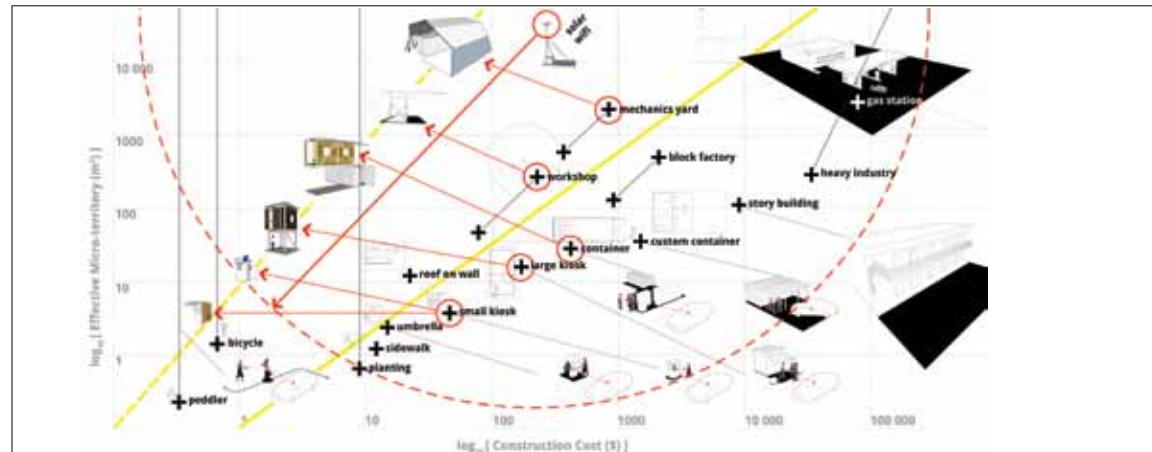 solar wifi
10 000
mechanics yard
gas station
1000
block factory
workshop
heavy industry
100
story building
container
custom container
large kiosk
roof on wall
10
small kiosk
umbrella
bicycle
sidewalk
1
planting
peddler
1
10
100
1000
10 000
100 000
log₁₀[ Effective Micro-territory (m²) ]
log₁₀[ Construction Cost ($) ]